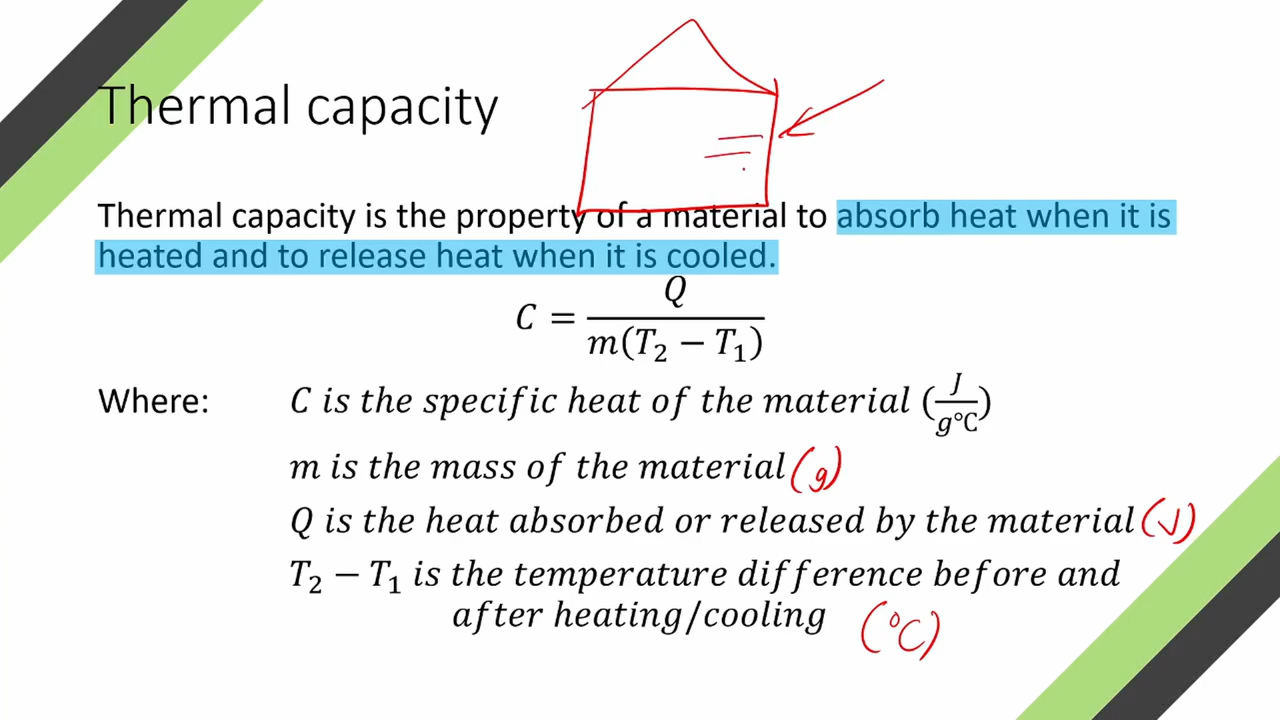 Thermal capacity
Thermal capacity is the property of a material to absorb heat when it is
heated and to release heat when it is cooled.
C = Q / m(T₂ − T₁)
Where: C is the specific heat of the material (J/g°C)
m is the mass of the material (g)
Q is the heat absorbed or released by the material (J)
T₂ − T₁ is the temperature difference before and
after heating/cooling (°C)